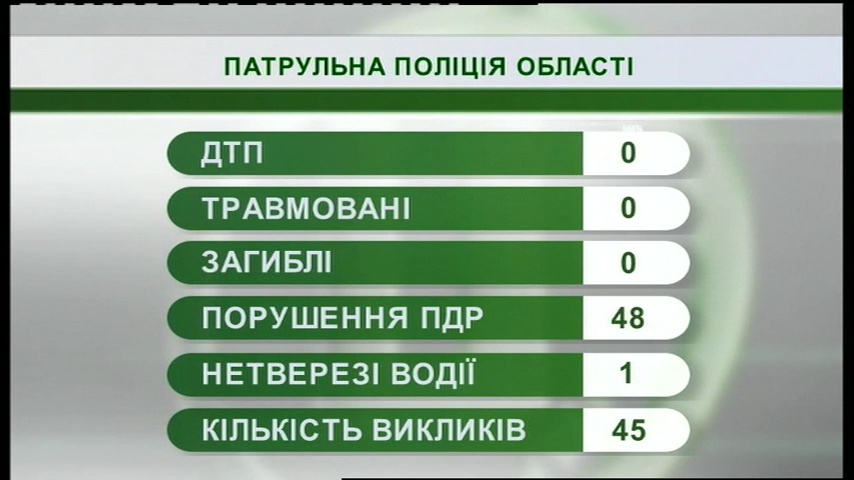 ПАТРУЛЬНА ПОЛІЦІЯ ОБЛАСТІ
ДТП 0
ТРАВМОВАНІ 0
ЗАГИБЛІ 0
ПОРУШЕННЯ ПДР 48
НЕТВЕРЕЗІ ВОДІЇ 1
КІЛЬКІСТЬ ВИКЛИКІВ 45